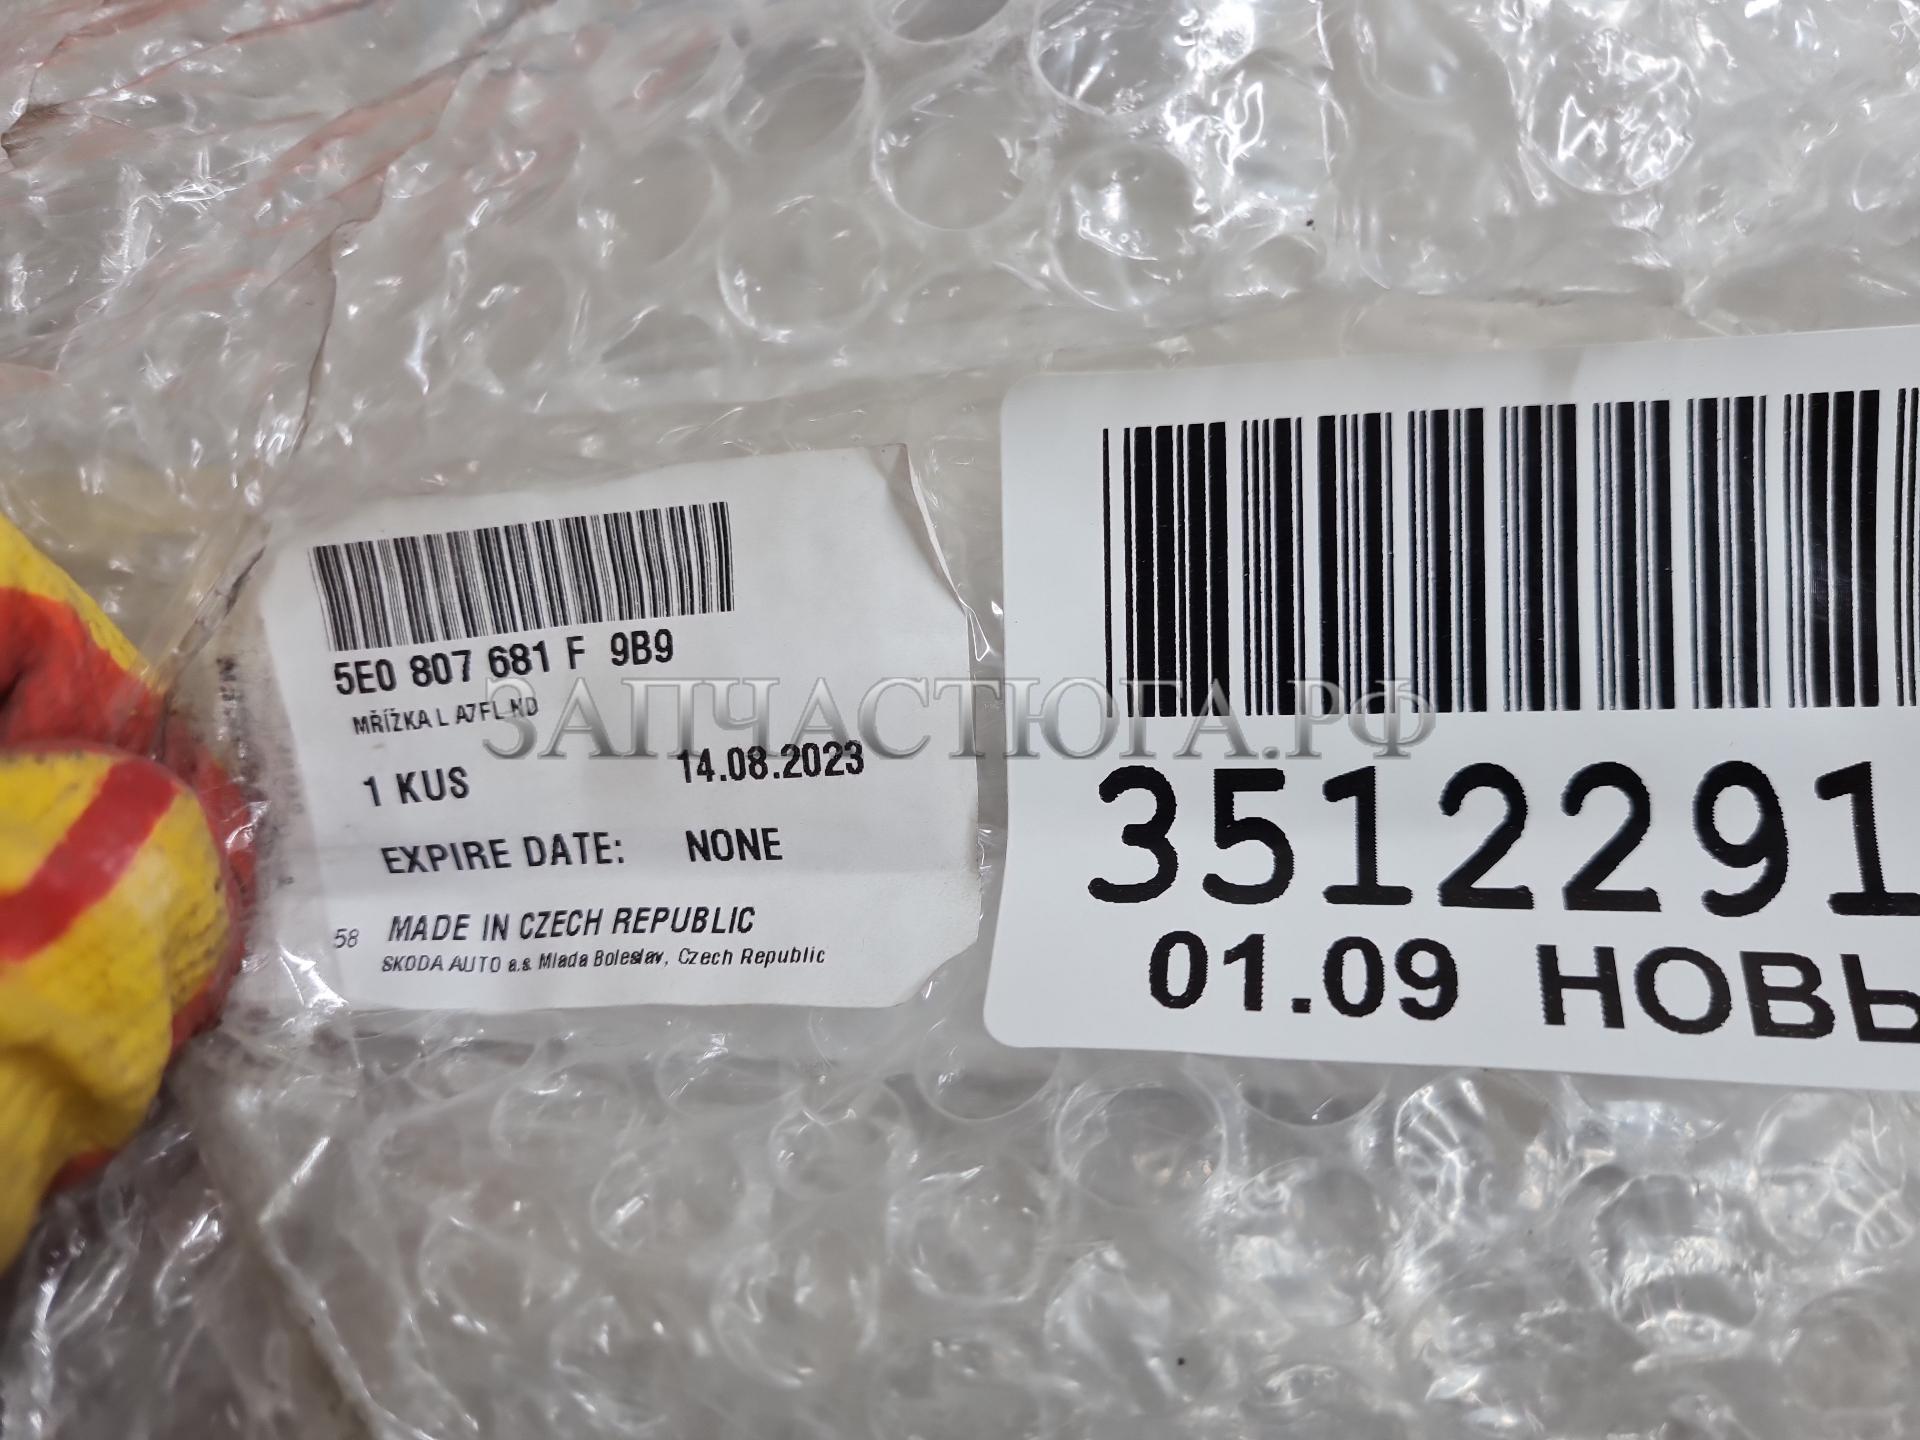 5E0 807 681 F 9B9
MŘÍŽKA L A7FL ND
1 KUS 14.08.2023
EXPIRE DATE: NONE
58 MADE IN CZECH REPUBLIC
SKODA AUTO a.s. Mlada Boleslav, Czech Republic
3512291
01.09 НОВЫ
ЗАПЧАСТЮГА.РФ